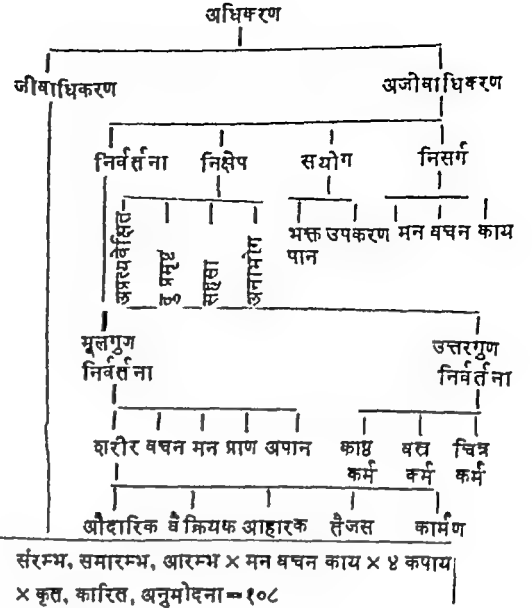 अधिकरण
जीवाधिकरण अजीवाधिकरण
निर्वर्तना निक्षेप सयोग निसर्ग
अप्रत्यवेक्षित दु प्रमृष्ट सहसा अनाभोग
भक्त उपकरण मन वचन काय
पान
मूलगुण उत्तरगुण
निर्वर्तना निर्वर्तना
शरीर वचन मन प्राण अपान काष्ठ वस्त्र चित्र
कर्म कर्म कर्म
औदारिक वैक्रियक आहारक तैजस कार्मण
संरम्भ, समारम्भ, आरम्भ × मन वचन काय × ४ कषाय
× कृत, कारित, अनुमोदना = १०८